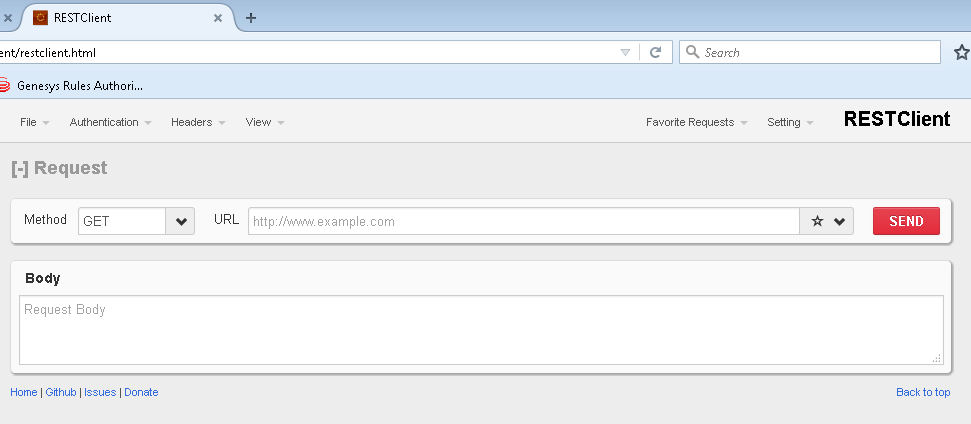 RESTClient
ent/restclient.html
Search
Genesys Rules Authori...
File Authentication Headers View Favorite Requests Setting RESTClient
[-] Request
Method GET URL http://www.example.com SEND
Body
Request Body
Home | Github | Issues | Donate Back to top